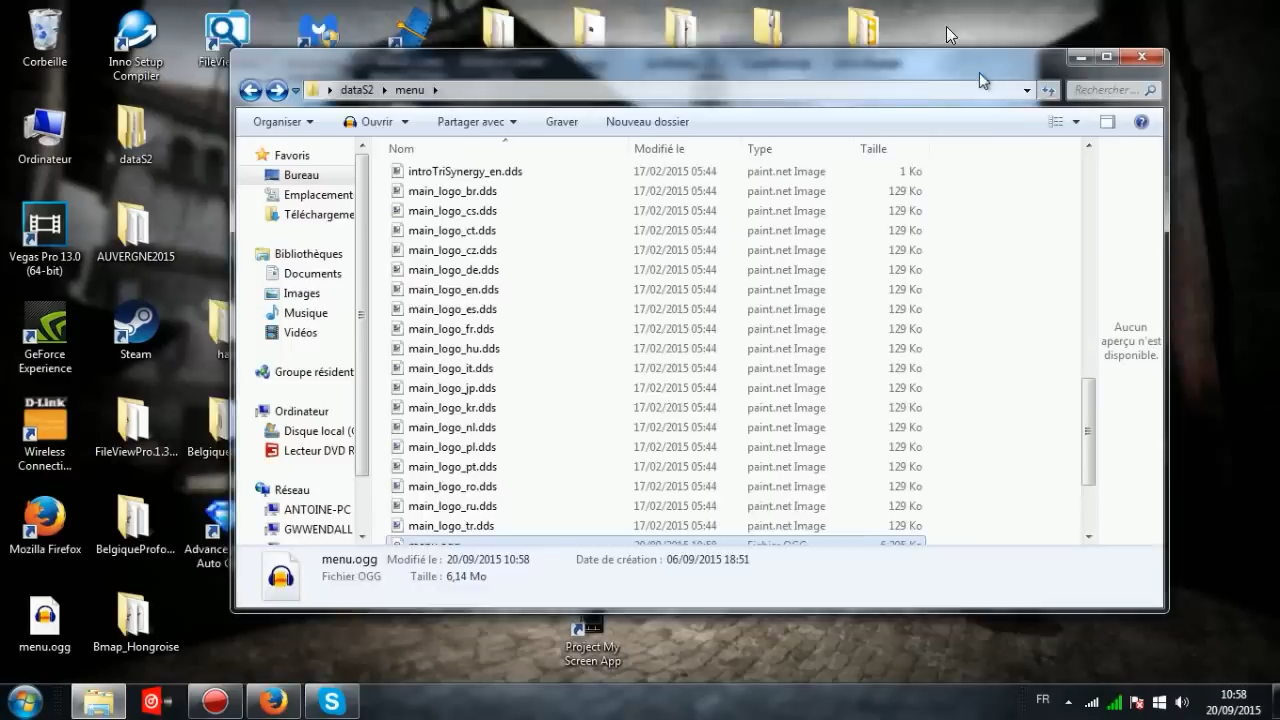 Corbeille
Inno Setup
Compiler
FileVi
dataS2
menu
Rechercher ...
Organiser
Ouvrir
Partager avec
Graver
Nouveau dossier
Ordinateur
dataS2
Vegas Pro 13.0
(64-bit)
AUVERGNE2015
GeForce
Experience
Steam
ha
D-Link
Wireless
Connecti...
FileViewPro.1.3...
Belgique
Mozilla Firefox
BelgiqueProfo...
Advance
Auto C
menu.ogg
Bmap_Hongroise
Project My
Screen App
Favoris
Bureau
Emplacement
Téléchargeme
Bibliothèques
Documents
Images
Musique
Vidéos
Groupe résident
Ordinateur
Disque local (
Lecteur DVD R
Réseau
ANTOINE-PC
GWWENDALL
Nom Modifié le Type Taille
introTriSynergy_en.dds 17/02/2015 05:44 paint.net Image 1 Ko
main_logo_br.dds 17/02/2015 05:44 paint.net Image 129 Ko
main_logo_cs.dds 17/02/2015 05:44 paint.net Image 129 Ko
main_logo_ct.dds 17/02/2015 05:44 paint.net Image 129 Ko
main_logo_cz.dds 17/02/2015 05:44 paint.net Image 129 Ko
main_logo_de.dds 17/02/2015 05:44 paint.net Image 129 Ko
main_logo_en.dds 17/02/2015 05:44 paint.net Image 129 Ko
main_logo_es.dds 17/02/2015 05:44 paint.net Image 129 Ko
main_logo_fr.dds 17/02/2015 05:44 paint.net Image 129 Ko
main_logo_hu.dds 17/02/2015 05:44 paint.net Image 129 Ko
main_logo_it.dds 17/02/2015 05:44 paint.net Image 129 Ko
main_logo_jp.dds 17/02/2015 05:44 paint.net Image 129 Ko
main_logo_kr.dds 17/02/2015 05:44 paint.net Image 129 Ko
main_logo_nl.dds 17/02/2015 05:44 paint.net Image 129 Ko
main_logo_pl.dds 17/02/2015 05:44 paint.net Image 129 Ko
main_logo_pt.dds 17/02/2015 05:44 paint.net Image 129 Ko
main_logo_ro.dds 17/02/2015 05:44 paint.net Image 129 Ko
main_logo_ru.dds 17/02/2015 05:44 paint.net Image 129 Ko
main_logo_tr.dds 17/02/2015 05:44 paint.net Image 129 Ko
Aucun
aperçu n'est
disponible.
menu.ogg Modifié le : 20/09/2015 10:58 Date de création : 06/09/2015 18:51
Fichier OGG Taille : 6,14 Mo
FR
10:58
20/09/2015